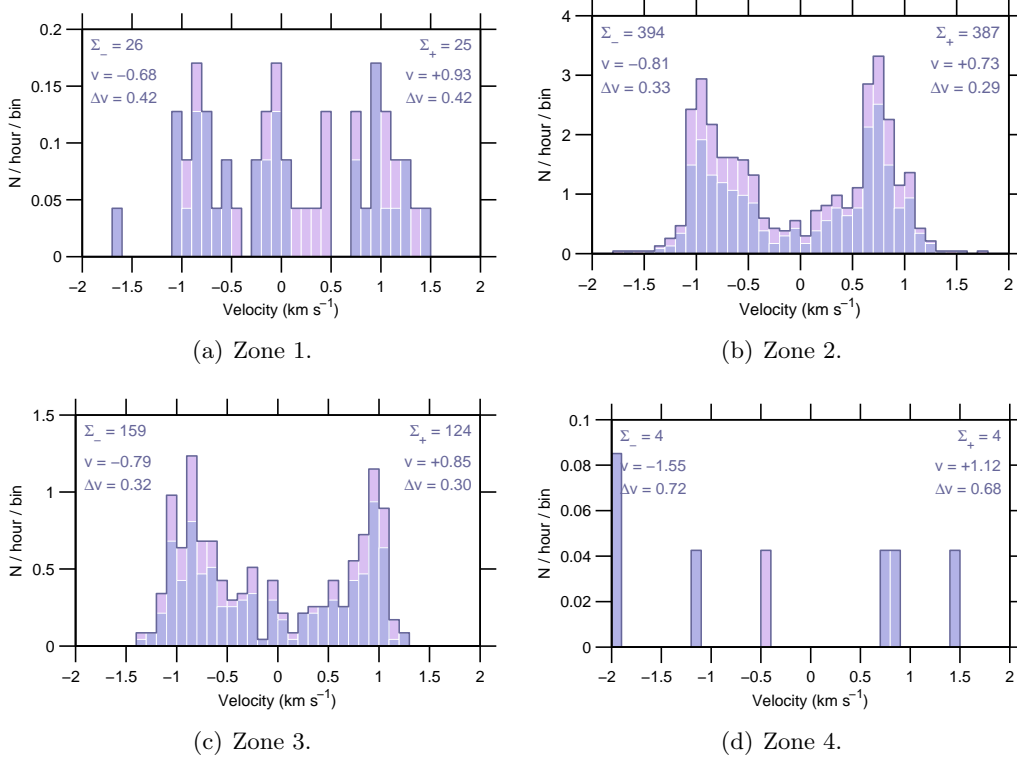 0.2
0.15
0.1
0.05
0
N / hour / bin
Σ− = 26
v = −0.68
Δv = 0.42
Σ+ = 25
v = +0.93
Δv = 0.42
−2 −1.5 −1 −0.5 0 0.5 1 1.5 2
Velocity (km s−1)
(a) Zone 1.
4
3
2
1
0
N / hour / bin
Σ− = 394
v = −0.81
Δv = 0.33
Σ+ = 387
v = +0.73
Δv = 0.29
−2 −1.5 −1 −0.5 0 0.5 1 1.5 2
Velocity (km s−1)
(b) Zone 2.
1.5
1
0.5
0
N / hour / bin
Σ− = 159
v = −0.79
Δv = 0.32
Σ+ = 124
v = +0.85
Δv = 0.30
−2 −1.5 −1 −0.5 0 0.5 1 1.5 2
Velocity (km s−1)
(c) Zone 3.
0.1
0.08
0.06
0.04
0.02
0
N / hour / bin
Σ− = 4
v = −1.55
Δv = 0.72
Σ+ = 4
v = +1.12
Δv = 0.68
−2 −1.5 −1 −0.5 0 0.5 1 1.5 2
Velocity (km s−1)
(d) Zone 4.